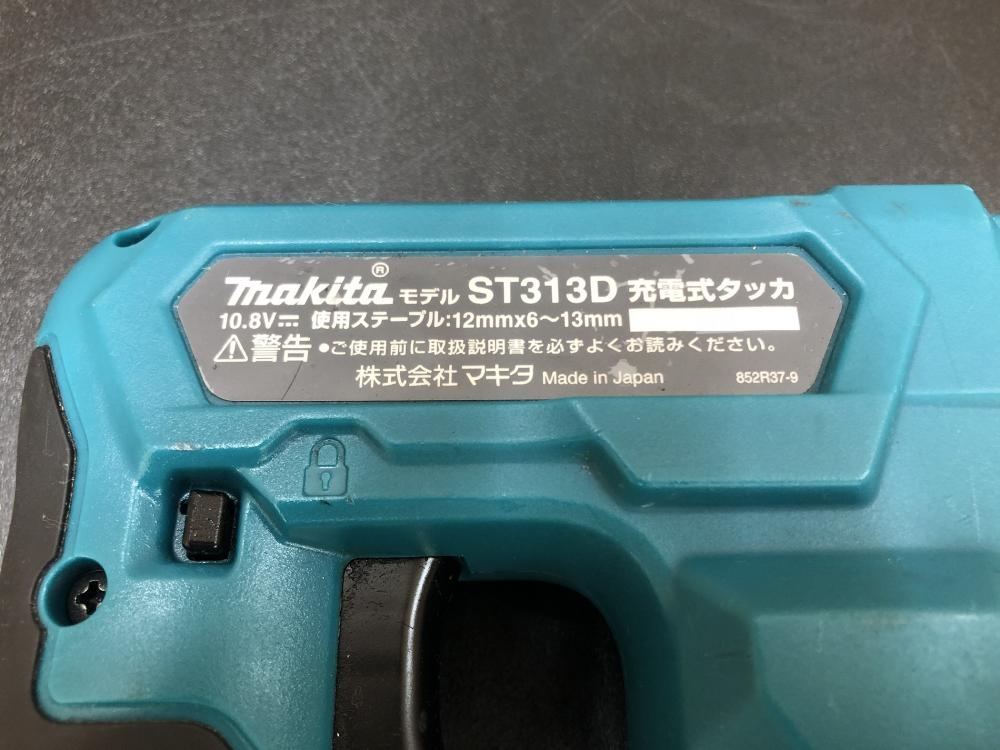 makita® モデル ST313D 充電式タッカ
10.8V⎓ 使用ステープル:12mmx6〜13mm
⚠警告 •ご使用前に取扱説明書を必ずよくお読みください。
株式会社 マキタ Made in Japan 852R37-9